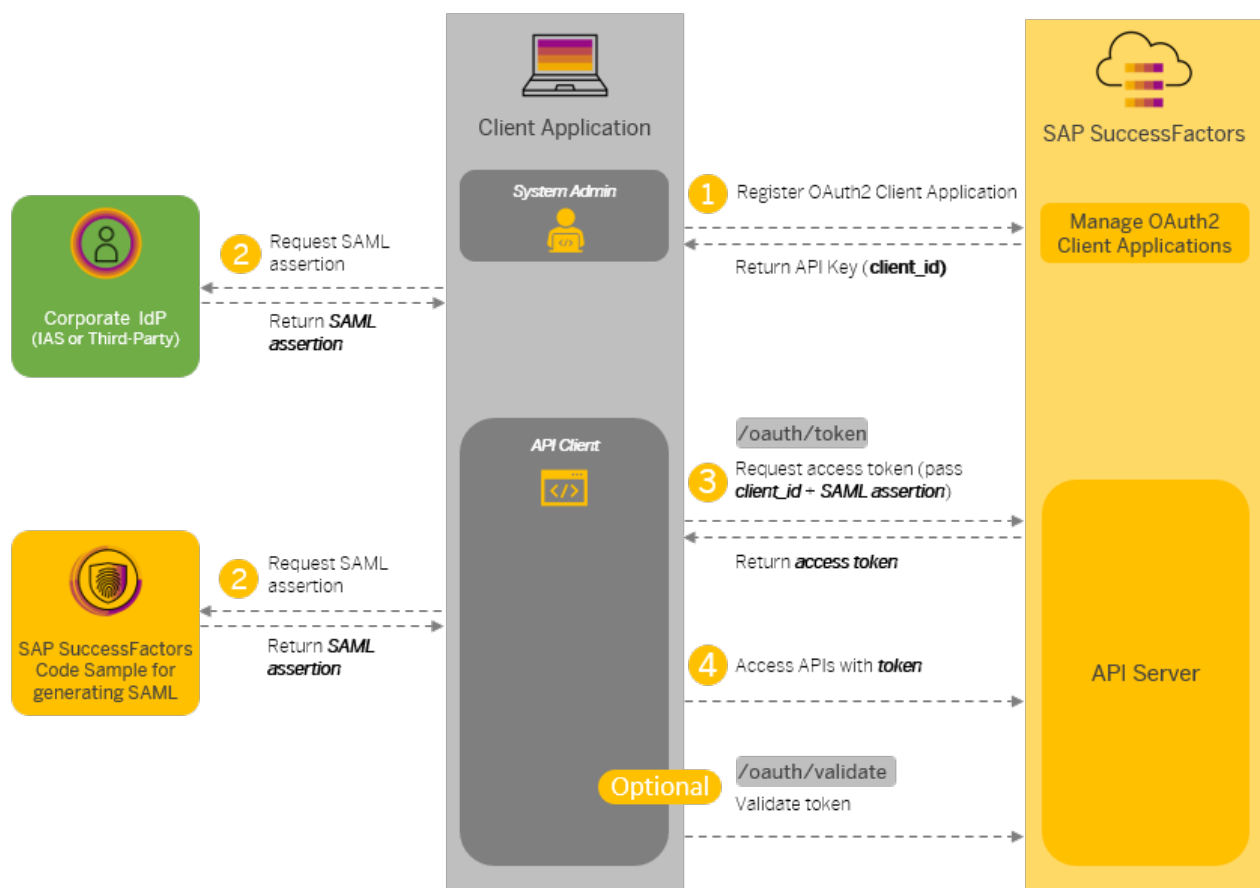 Client Application
SAP SuccessFactors
System Admin
1
Register OAuth2 Client Application
Return API Key (client_id)
Manage OAuth2
Client Applications
2
Request SAML
assertion
Return SAML
assertion
Corporate IdP
(IAS or Third-Party)
API Client
/oauth/token
3
Request access token (pass
client_id + SAML assertion)
Return access token
2
Request SAML
assertion
Return SAML
assertion
SAP SuccessFactors
Code Sample for
generating SAML
4
Access APIs with token
API Server
Optional
/oauth/validate
Validate token